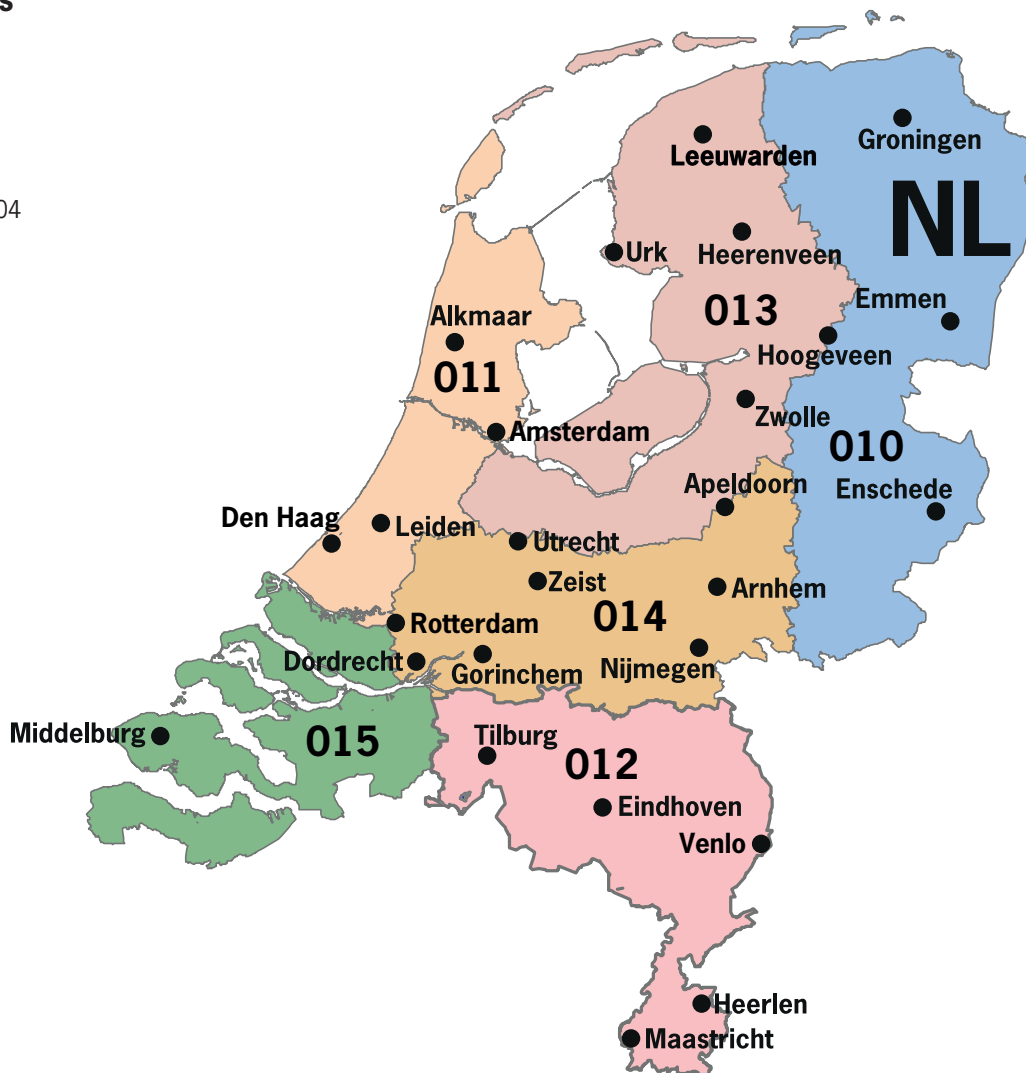 s
04
Groningen
Leeuwarden
NL
Urk
Heerenveen
Emmen
013
Alkmaar
Hoogeveen
011
Zwolle
Amsterdam
010
Apeldoorn
Enschede
Den Haag
Leiden
Utrecht
Zeist
Arnhem
014
Rotterdam
Dordrecht
Gorinchem
Nijmegen
Middelburg
015
Tilburg
012
Eindhoven
Venlo
Heerlen
Maastricht